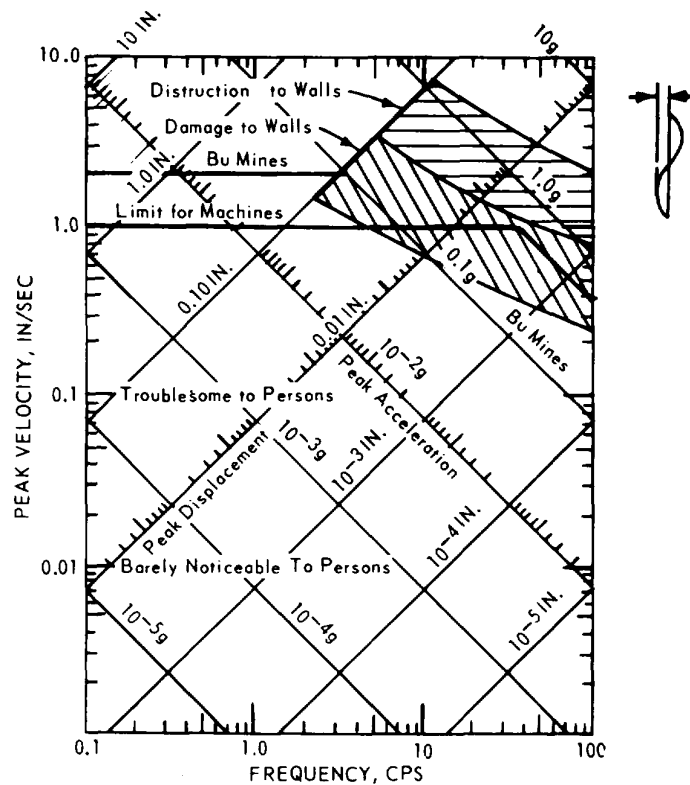 10 IN.
10g
10.0
Distruction to Walls
Damage to Walls
Bu Mines
1.0 IN.
1.0g
Limit for Machines
1.0
0.1g
0.10 IN.
0.01 IN.
Bu Mines
10-2g
Peak Acceleration
0.1
Troublesome to Persons
10-3g
10-3 IN.
Peak Displacement
10-4 IN.
0.01
Barely Noticeable To Persons
10-5g
10-4g
10-5 IN.
PEAK VELOCITY, IN/SEC
0.1
1.0
10
100
FREQUENCY, CPS